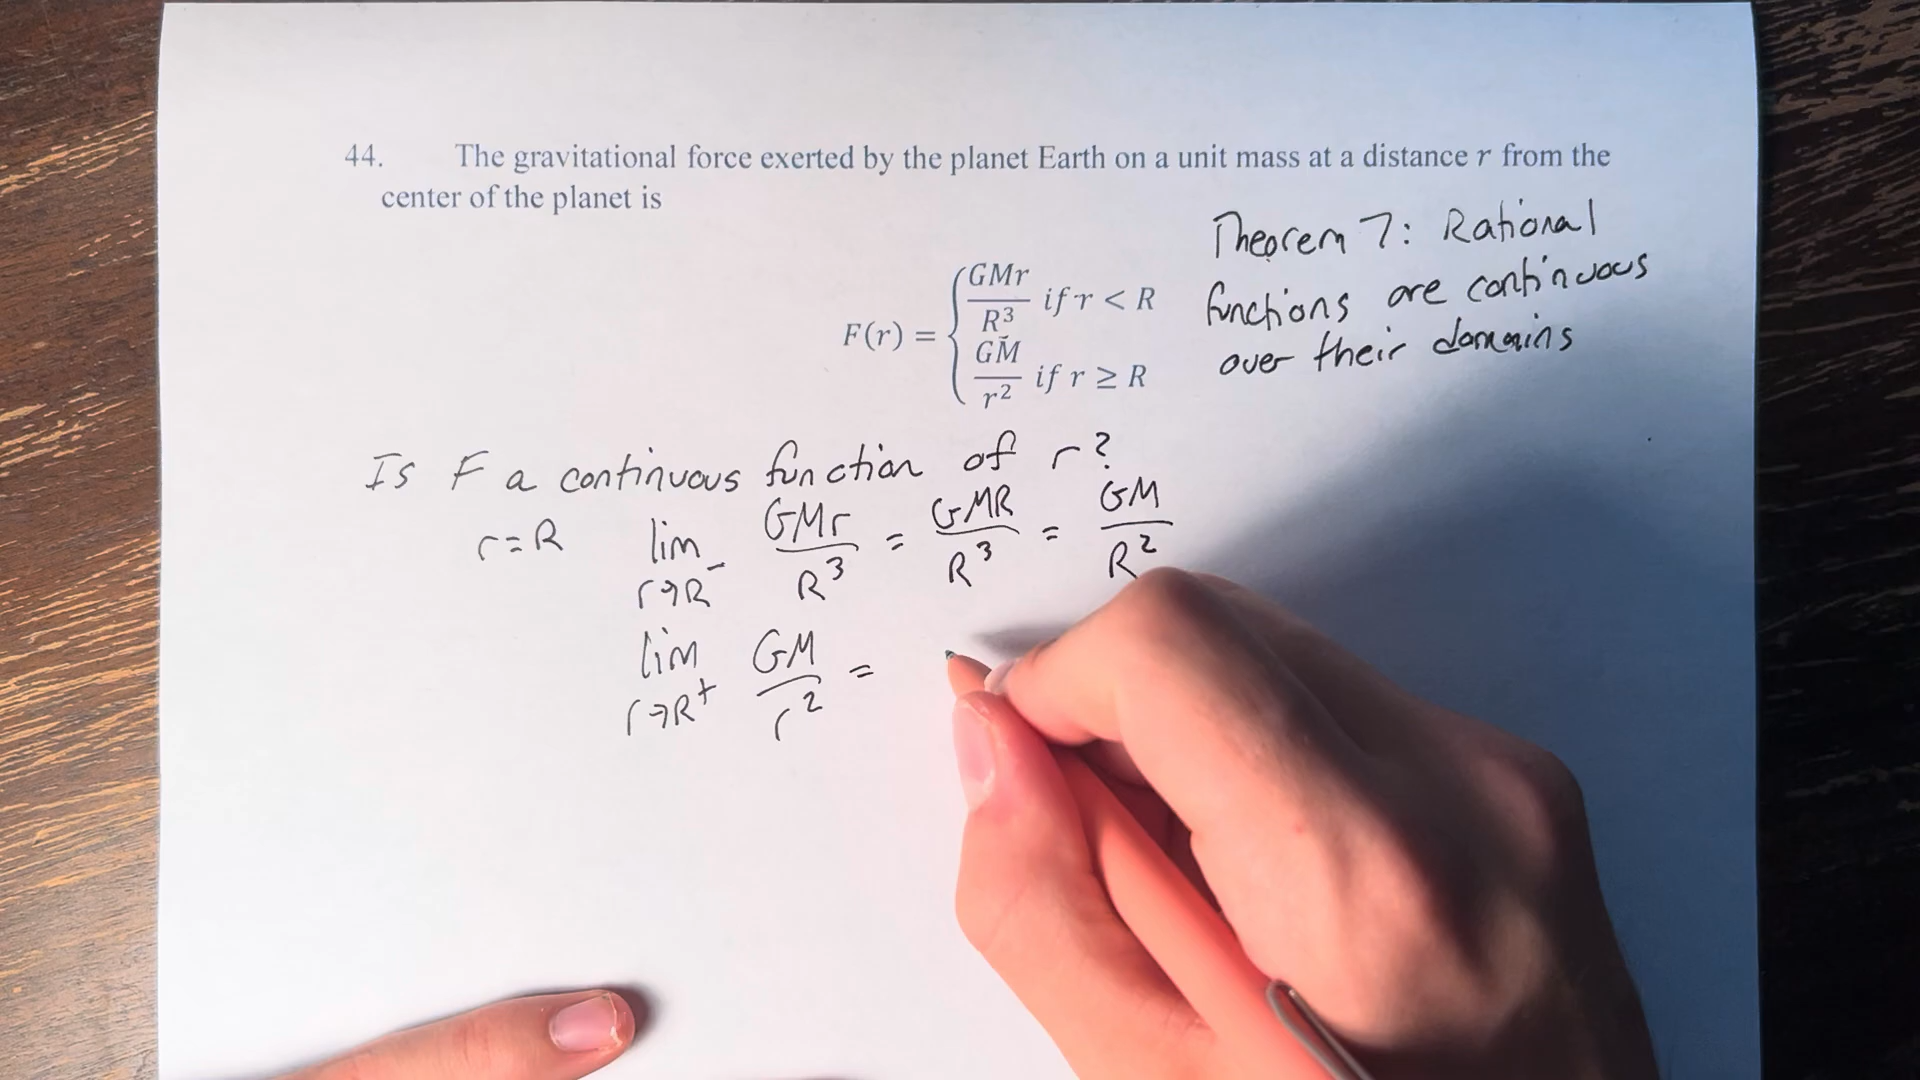 44. The gravitational force exerted by the planet Earth on a unit mass at a distance r from the
center of the planet is
F(r) = { GMr/R³ if r < R
GM/r² if r ≥ R
Theorem 7: Rational
functions are continuous
over their domains
Is F a continuous function of r?
r=R lim r→R⁻ GMr/R³ = GMR/R³ = GM/R²
lim r→R⁺ GM/r² =